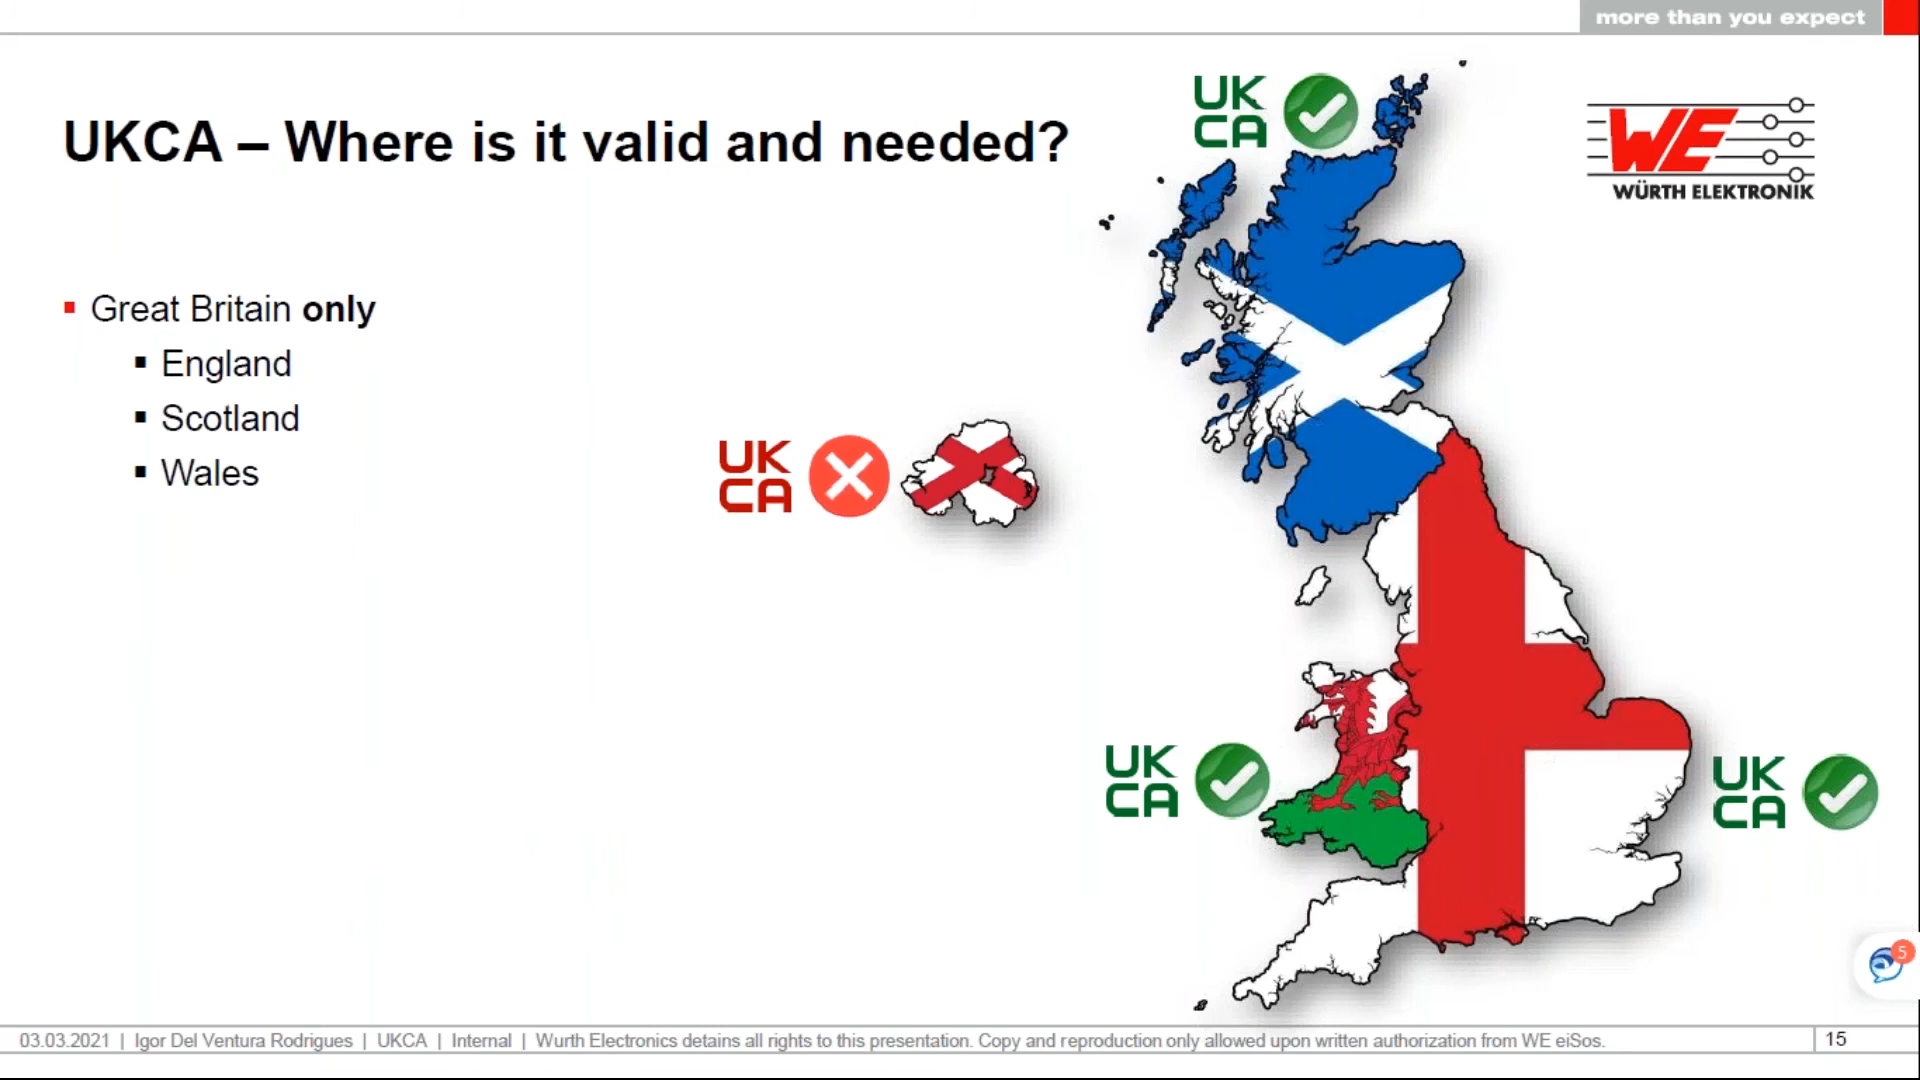 more than you expect
UK
CA
UKCA – Where is it valid and needed?
WE
WÜRTH ELEKTRONIK
Great Britain only
England
Scotland
Wales
UK
CA
UK
CA
UK
CA
5
03.03.2021 | Igor Del Ventura Rodrigues | UKCA | Internal | Wurth Electronics detains all rights to this presentation. Copy and reproduction only allowed upon written authorization from WE eiSos. 15